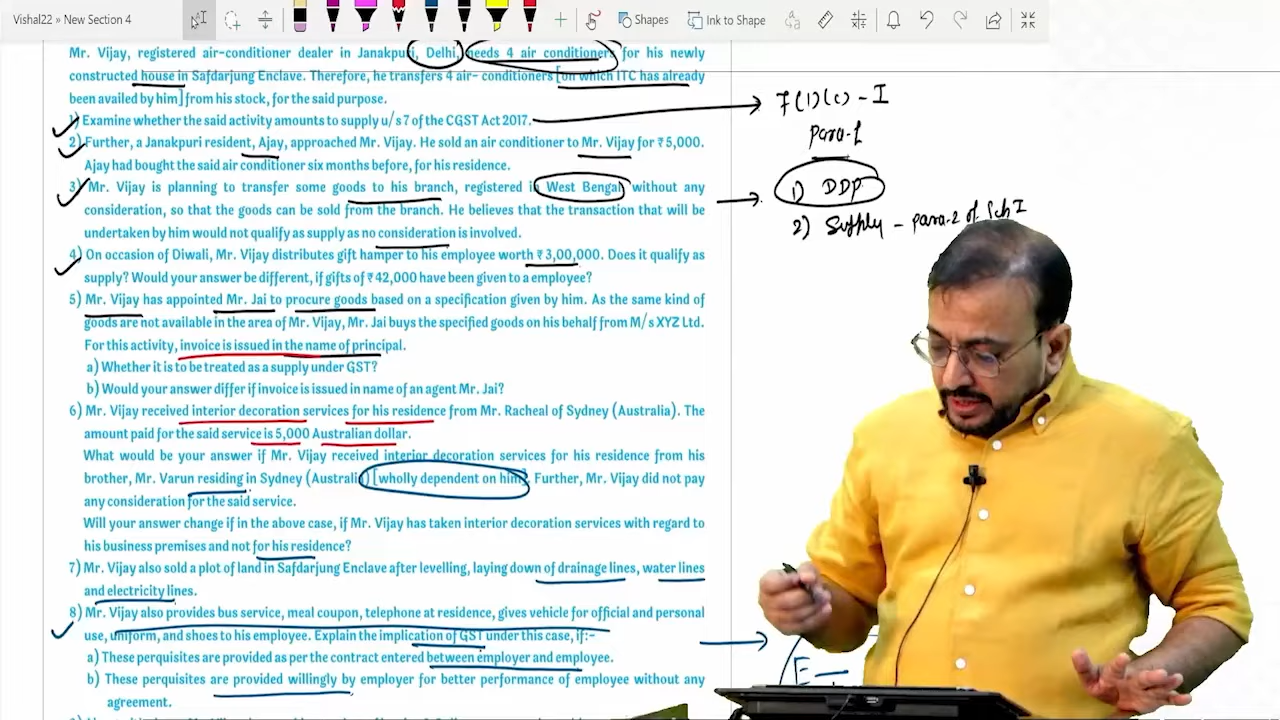 Vishal22 » New Section 4
Shapes
Ink to Shape
Mr. Vijay, registered air-conditioner dealer in Janakpuri, Delhi, needs 4 air conditioners for his newly
constructed house in Safdarjung Enclave. Therefore, he transfers 4 air- conditioners [on which ITC has already
been availed by him] from his stock, for the said purpose.
1) Examine whether the said activity amounts to supply u/s 7 of the CGST Act 2017.
2) Further, a Janakpuri resident, Ajay, approached Mr. Vijay. He sold an air conditioner to Mr. Vijay for ₹ 5,000.
Ajay had bought the said air conditioner six months before, for his residence.
3) Mr. Vijay is planning to transfer some goods to his branch, registered in West Bengal without any
consideration, so that the goods can be sold from the branch. He believes that the transaction that will be
undertaken by him would not qualify as supply as no consideration is involved.
4) On occasion of Diwali, Mr. Vijay distributes gift hamper to his employee worth ₹ 3,00,000. Does it qualify as
supply? Would your answer be different, if gifts of ₹ 42,000 have been given to a employee?
5) Mr. Vijay has appointed Mr. Jai to procure goods based on a specification given by him. As the same kind of
goods are not available in the area of Mr. Vijay, Mr. Jai buys the specified goods on his behalf from M/s XYZ Ltd.
For this activity, invoice is issued in the name of principal.
a) Whether it is to be treated as a supply under GST?
b) Would your answer differ if invoice is issued in name of an agent Mr. Jai?
6) Mr. Vijay received interior decoration services for his residence from Mr. Racheal of Sydney (Australia). The
amount paid for the said service is 5,000 Australian dollar.
What would be your answer if Mr. Vijay received interior decoration services for his residence from his
brother, Mr. Varun residing in Sydney (Australia) [wholly dependent on him]. Further, Mr. Vijay did not pay
any consideration for the said service.
Will your answer change if in the above case, if Mr. Vijay has taken interior decoration services with regard to
his business premises and not for his residence?
7) Mr. Vijay also sold a plot of land in Safdarjung Enclave after levelling, laying down of drainage lines, water lines
and electricity lines.
8) Mr. Vijay also provides bus service, meal coupon, telephone at residence, gives vehicle for official and personal
use, uniform, and shoes to his employee. Explain the implication of GST under this case, if:-
a) These perquisites are provided as per the contract entered between employer and employee.
b) These perquisites are provided willingly by employer for better performance of employee without any
agreement.
7(1)(c) - I
Para-1
1) DDP
2) Supply - para-2 of Sch I
E